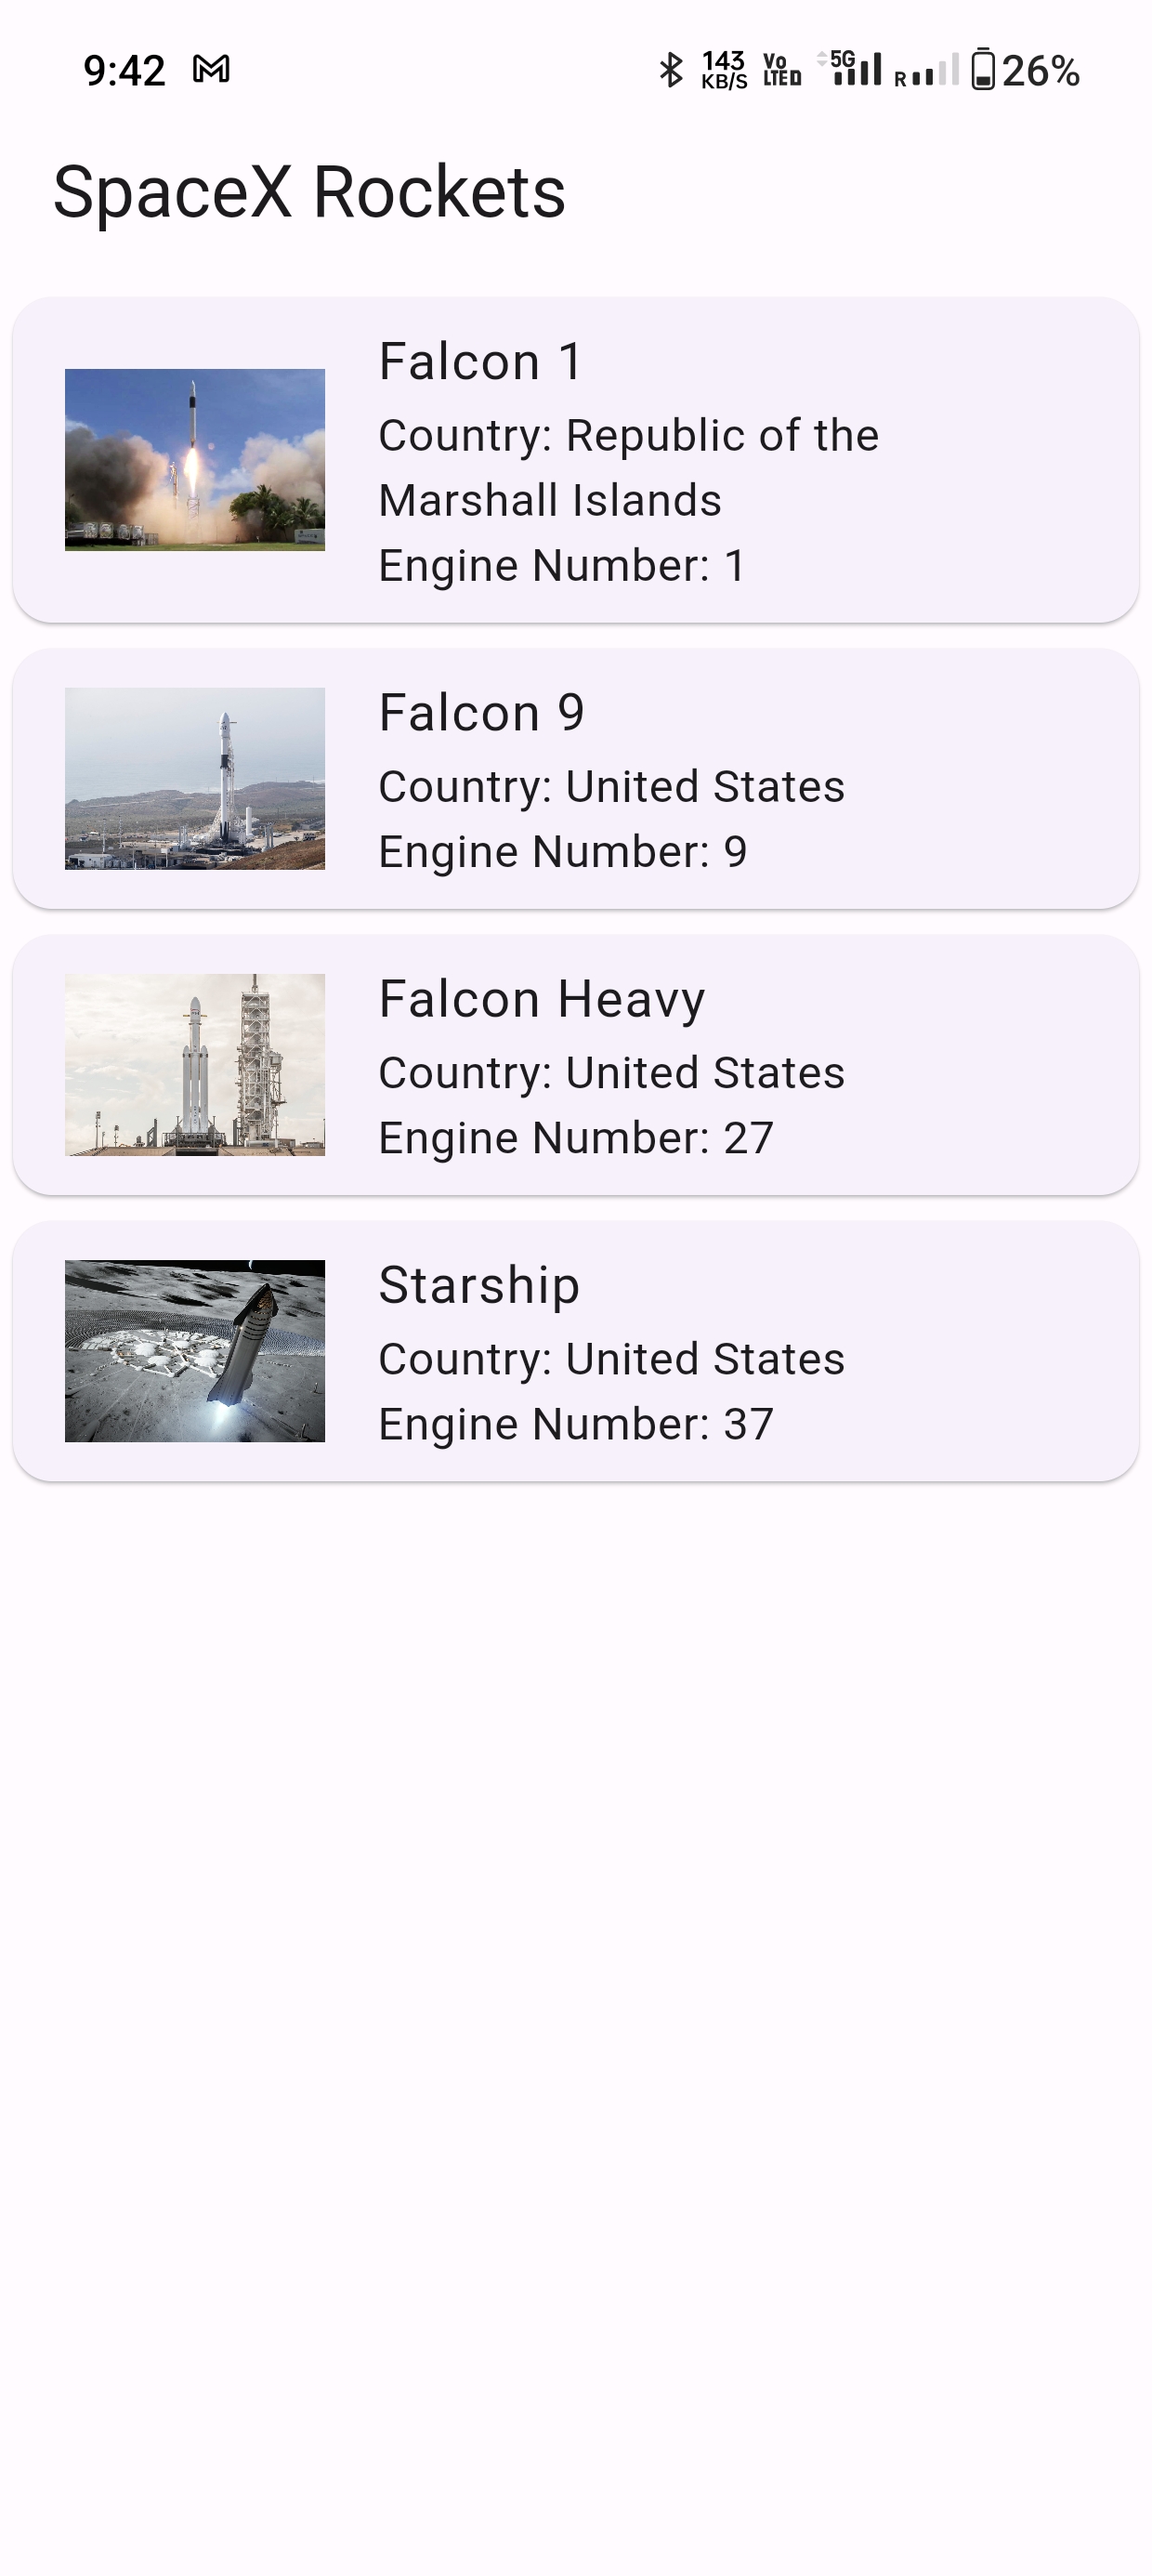 9:42
143
KB/S
Vo
LTED
5G
R
26%
SpaceX Rockets
Falcon 1
Country: Republic of the
Marshall Islands
Engine Number: 1
Falcon 9
Country: United States
Engine Number: 9
Falcon Heavy
Country: United States
Engine Number: 27
Starship
Country: United States
Engine Number: 37